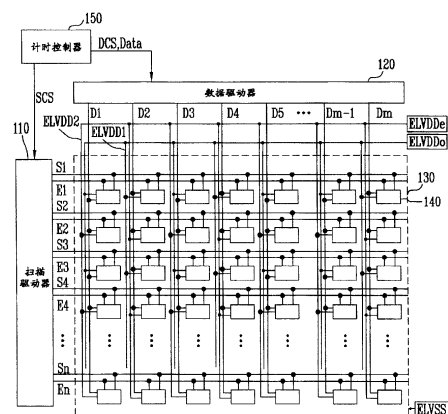 150
计时控制器
DCS,Data
120
数据驱动器
SCS
ELVDD2
D1 D2 D3 D4 D5 ··· Dm-1 Dm
ELVDDe
ELVDD1
ELVDDo
110
S1
130
E1
140
S2
E2
S3
扫描驱动器
E3
S4
E4
Sn
En
ELVSS